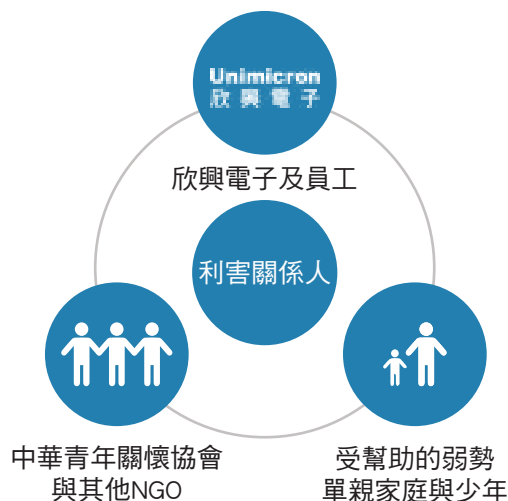 Unimicron
欣興電子
欣興電子及員工
利害關係人
中華青年關懷協會
與其他NGO
受幫助的弱勢
單親家庭與少年